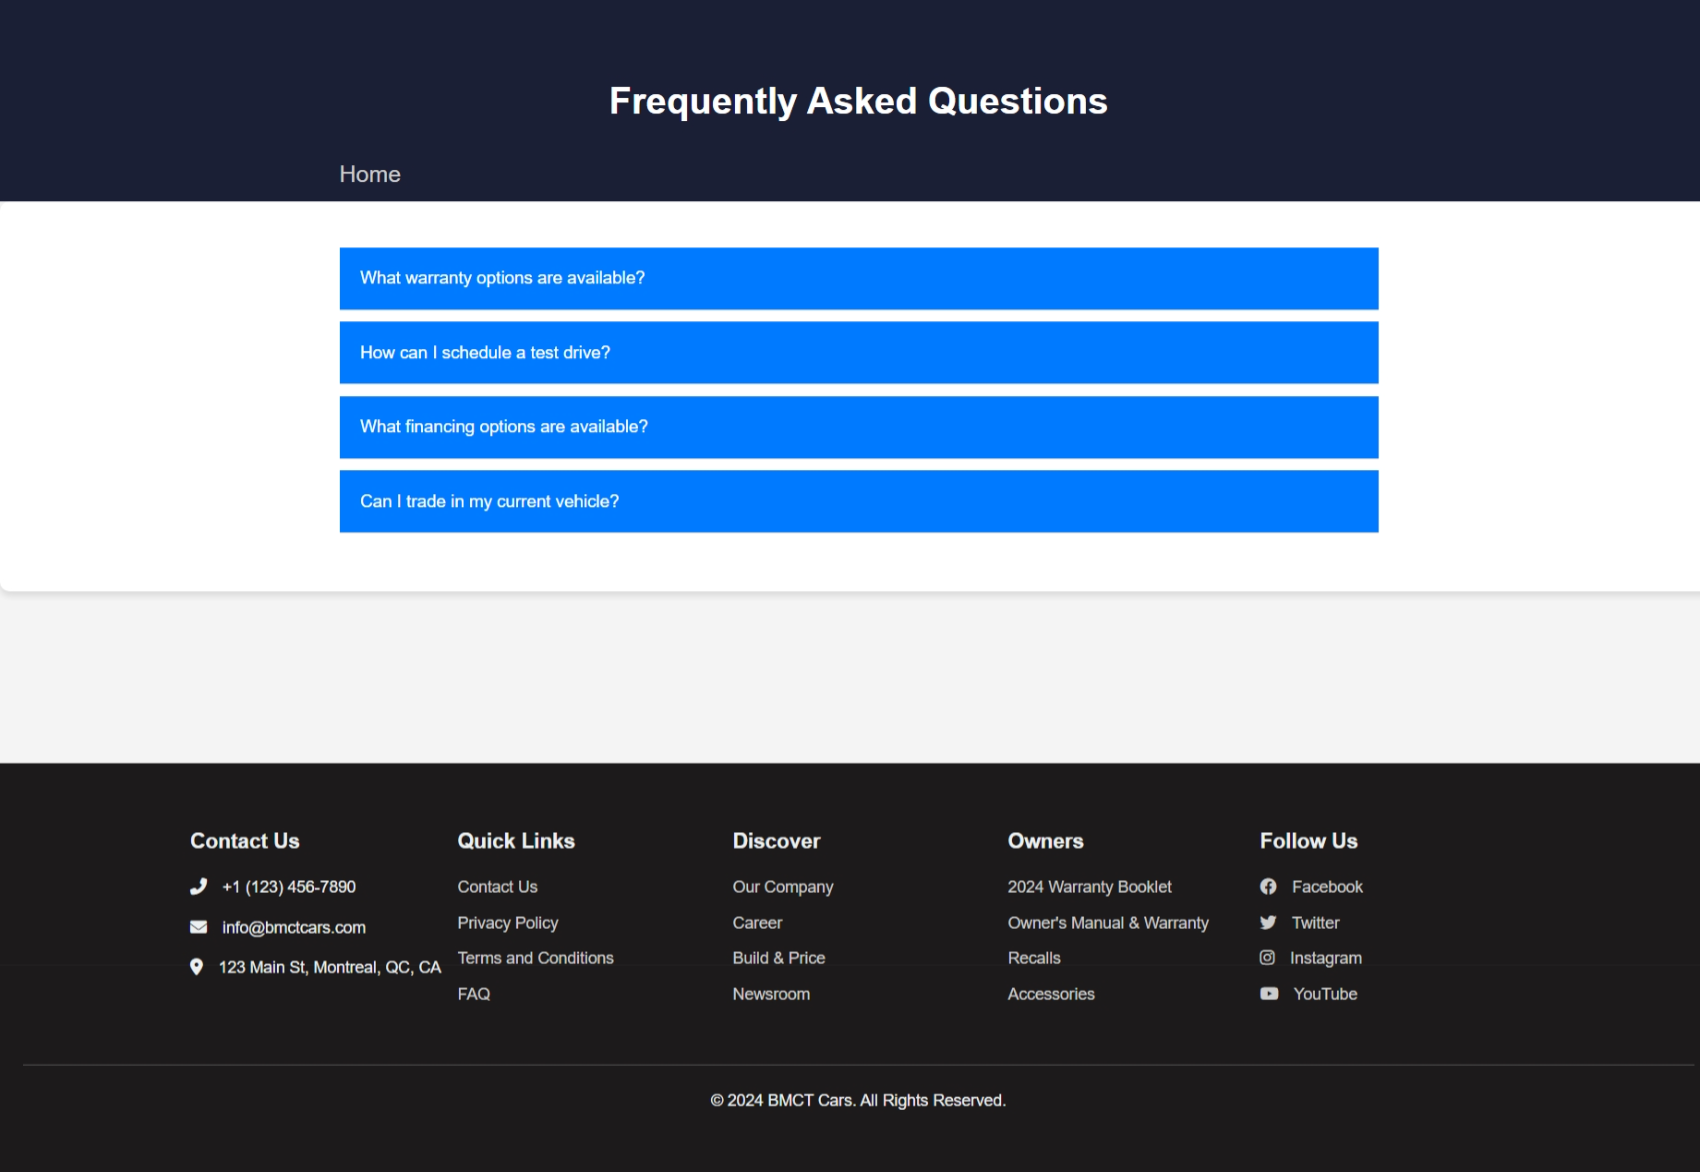 Frequently Asked Questions
Home
What warranty options are available?
How can I schedule a test drive?
What financing options are available?
Can I trade in my current vehicle?
Contact Us
+1 (123) 456-7890
info@bmctcars.com
123 Main St, Montreal, QC, CA
Quick Links
Contact Us
Privacy Policy
Terms and Conditions
FAQ
Discover
Our Company
Career
Build & Price
Newsroom
Owners
2024 Warranty Booklet
Owner's Manual & Warranty
Recalls
Accessories
Follow Us
Facebook
Twitter
Instagram
YouTube
© 2024 BMCT Cars. All Rights Reserved.